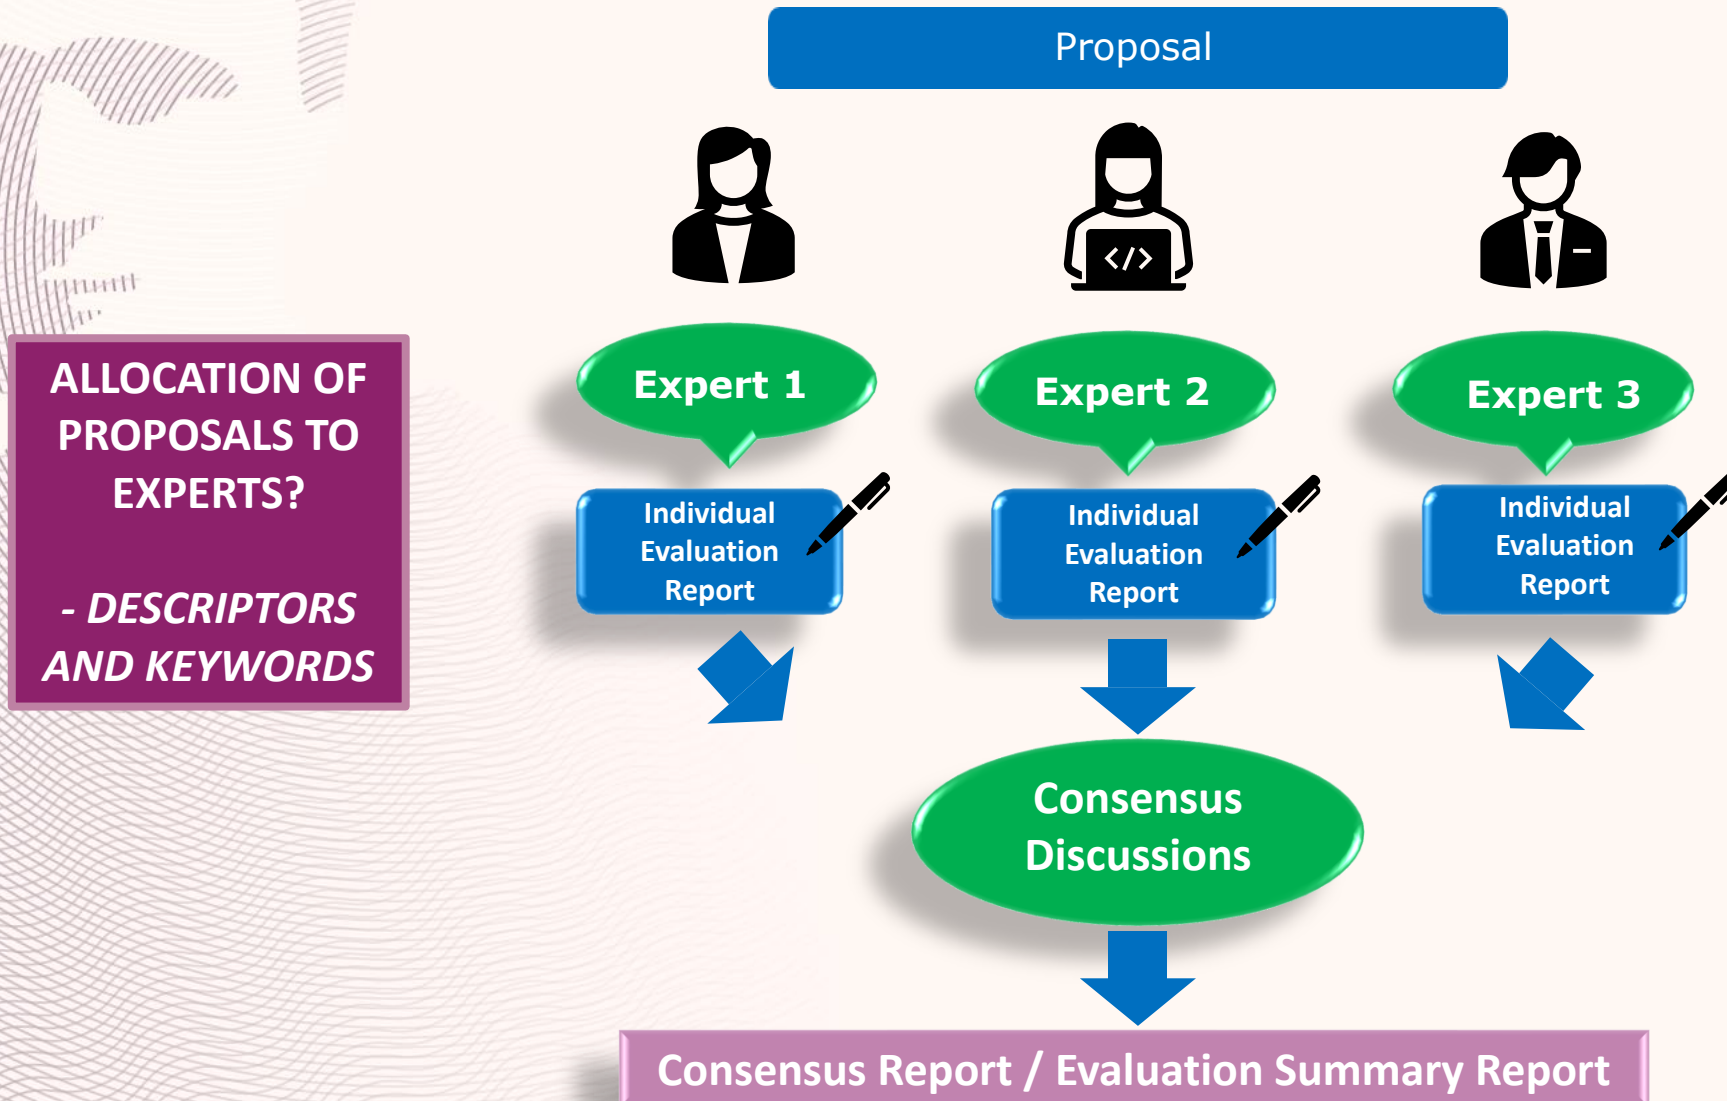 Proposal
</>
ALLOCATION OF
PROPOSALS TO
EXPERTS?
- DESCRIPTORS
AND KEYWORDS
Expert 1
Individual
Evaluation
Report
Expert 2
Individual
Evaluation
Report
Expert 3
Individual
Evaluation
Report
Consensus
Discussions
Consensus Report / Evaluation Summary Report